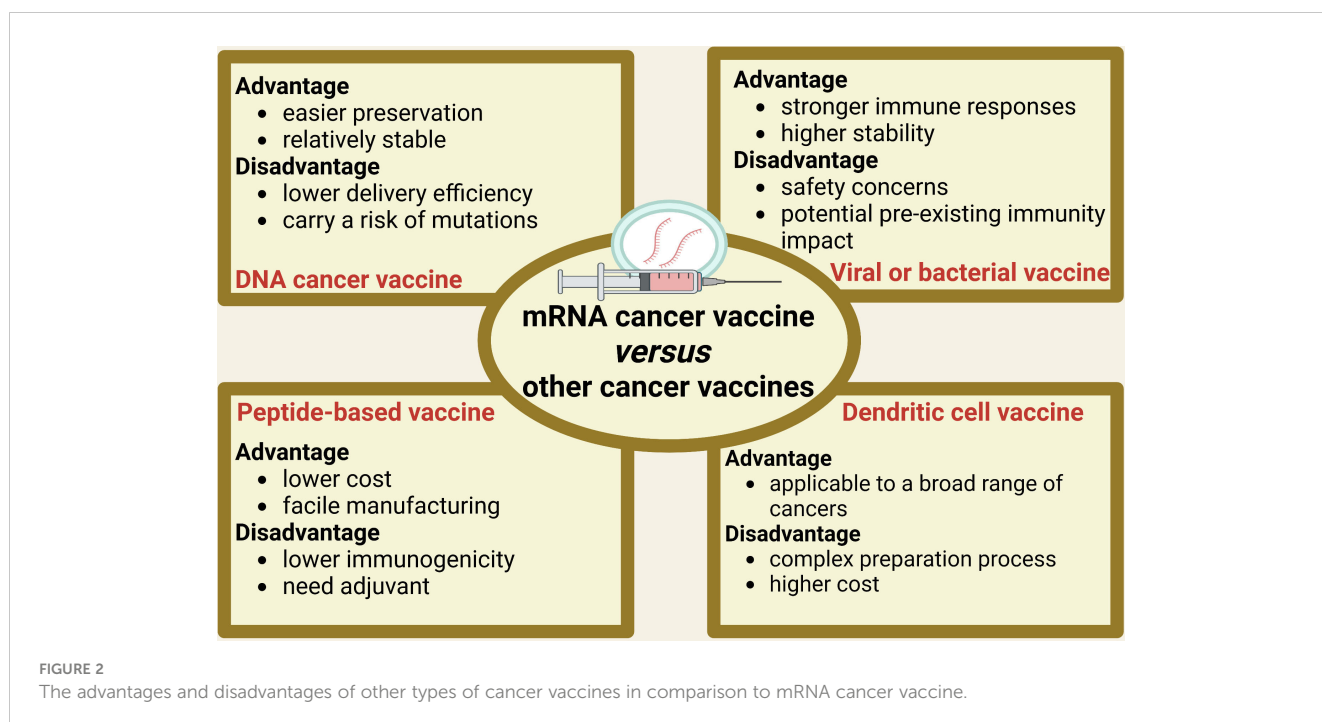 Advantage
• easier preservation
• relatively stable
Disadvantage
• lower delivery efficiency
• carry a risk of mutations
DNA cancer vaccine
Advantage
• stronger immune responses
• higher stability
Disadvantage
• safety concerns
• potential pre-existing immunity
impact
Viral or bacterial vaccine
mRNA cancer vaccine
versus
other cancer vaccines
Peptide-based vaccine
Advantage
• lower cost
• facile manufacturing
Disadvantage
• lower immunogenicity
• need adjuvant
Dendritic cell vaccine
Advantage
• applicable to a broad range of
cancers
Disadvantage
• complex preparation process
• higher cost
FIGURE 2
The advantages and disadvantages of other types of cancer vaccines in comparison to mRNA cancer vaccine.